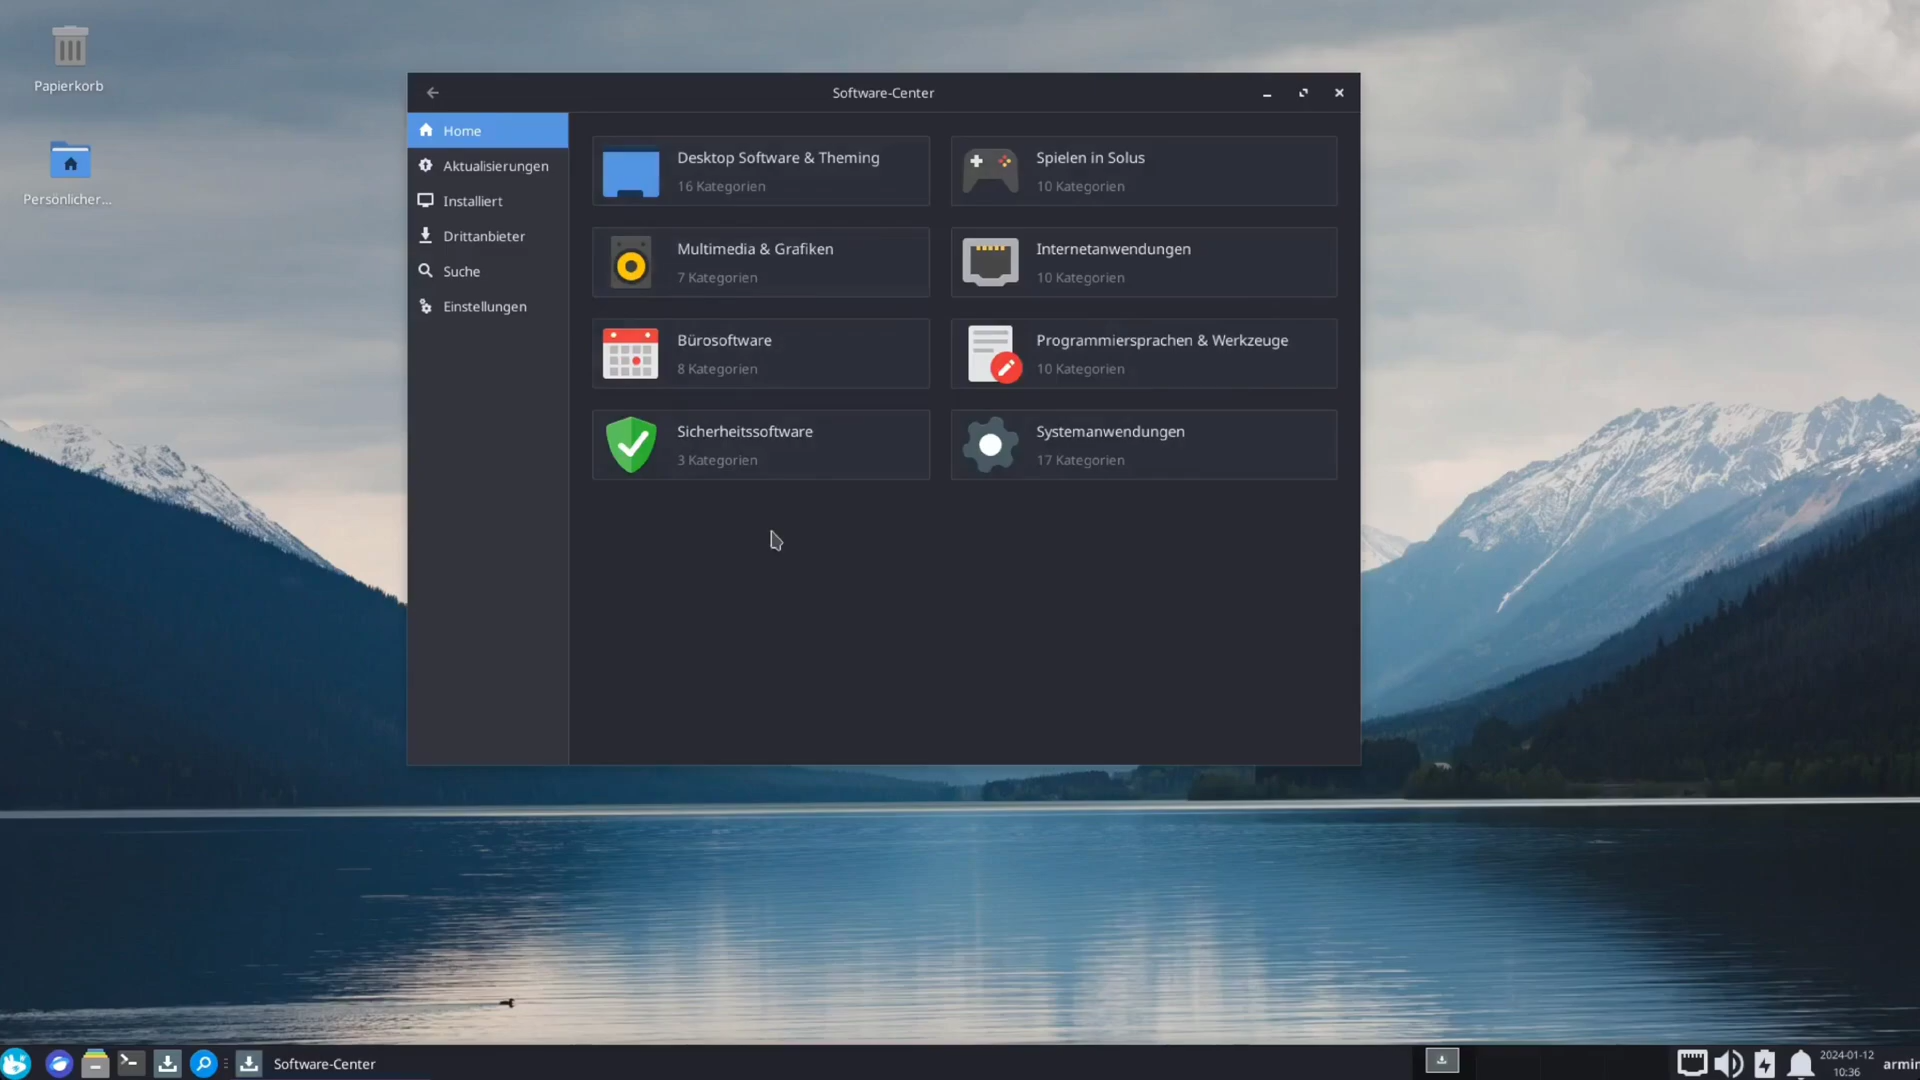 Papierkorb
Persönlicher...
Software-Center
Home
Aktualisierungen
Installiert
Drittanbieter
Suche
Einstellungen
Desktop Software & Theming
16 Kategorien
Spielen in Solus
10 Kategorien
Multimedia & Grafiken
7 Kategorien
Internetanwendungen
10 Kategorien
Bürosoftware
8 Kategorien
Programmiersprachen & Werkzeuge
10 Kategorien
Sicherheitssoftware
3 Kategorien
Systemanwendungen
17 Kategorien
Software-Center
2024-01-12
10:36
armin